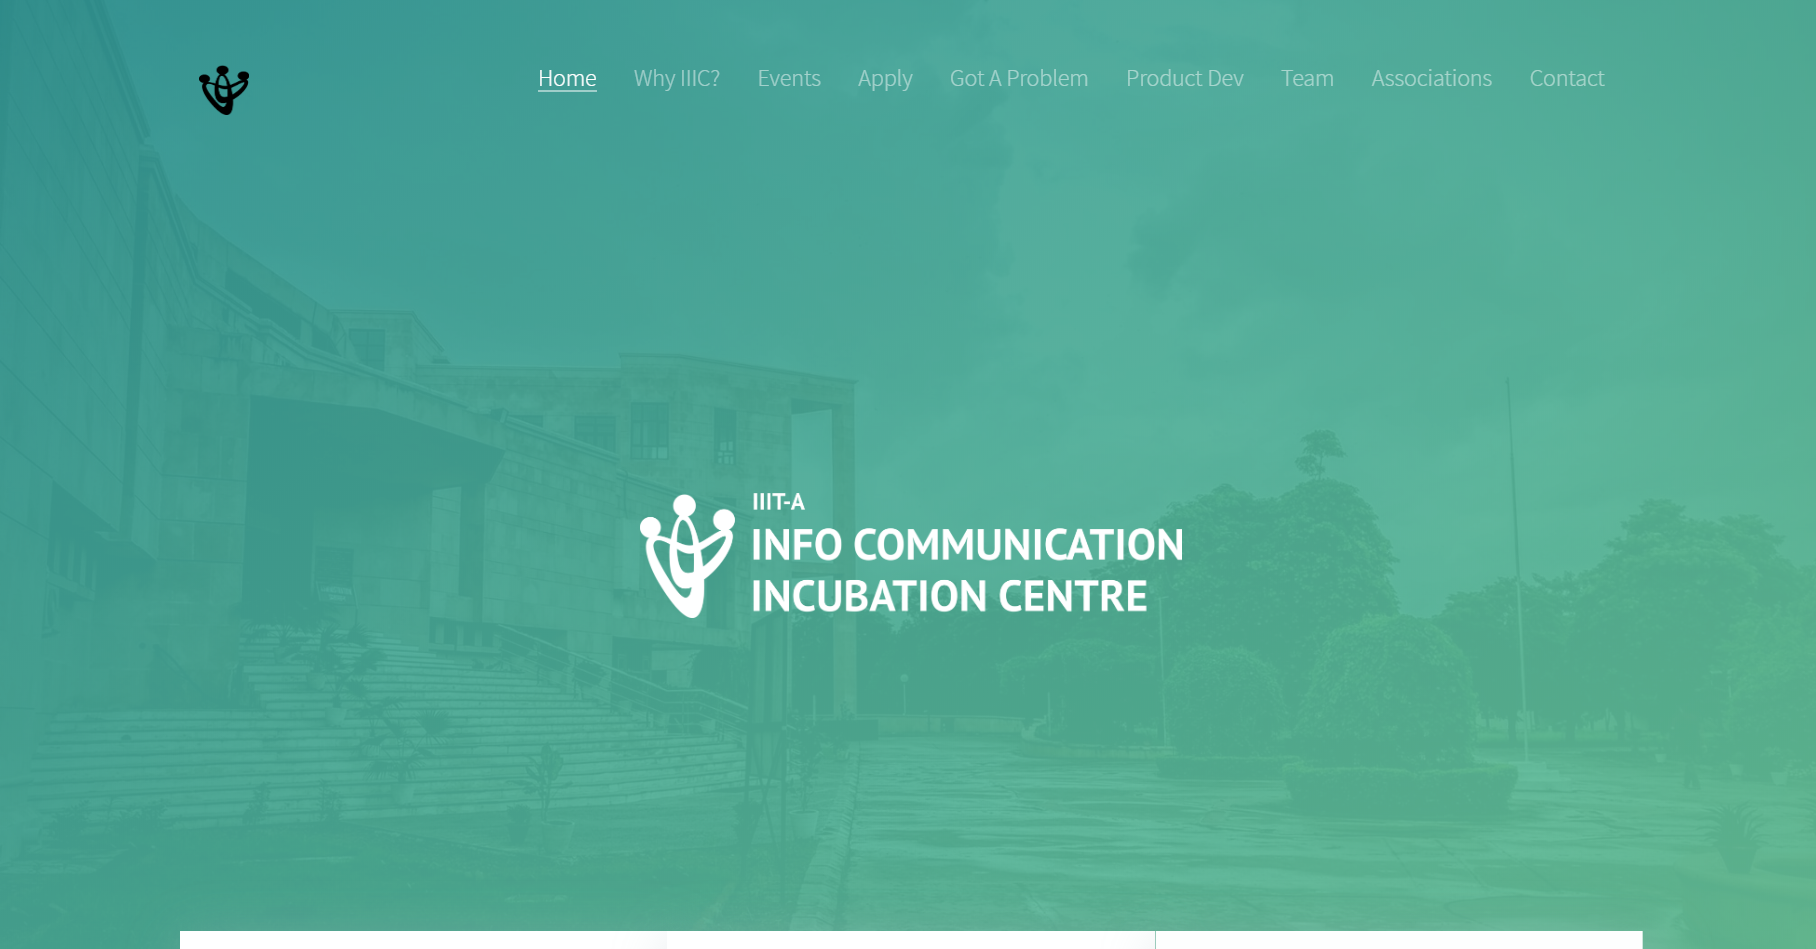 Home Why IIIC? Events Apply Got A Problem Product Dev Team Associations Contact
IIIT-A
INFO COMMUNICATION
INCUBATION CENTRE